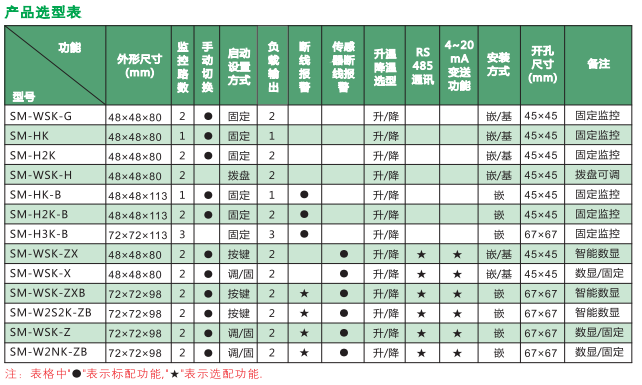 产品选型表
功能 型号 外形尺寸(mm) 监控路数 手动切换 启动设置方式 负载输出 断线报警 传感器断线报警 升温降温选型 RS485通讯 4~20mA变送功能 安装方式 开孔尺寸(mm) 备注
SM-WSK-G 48×48×80 2 ● 固定 2 升/降 嵌/基 45×45 固定监控
SM-HK 48×48×80 1 ● 固定 1 升/降 嵌/基 45×45 固定监控
SM-H2K 48×48×80 2 ● 固定 2 升/降 嵌/基 45×45 固定监控
SM-WSK-H 48×48×80 2 拨盘 2 升/降 嵌/基 45×45 拨盘可调
SM-HK-B 48×48×113 1 ● 固定 1 ● 升/降 嵌 45×45 固定监控
SM-H2K-B 48×48×113 2 ● 固定 2 ● 升/降 嵌 45×45 固定监控
SM-H3K-B 72×72×113 3 固定 3 ● 升/降 嵌 67×67 固定监控
SM-WSK-ZX 48×48×80 2 ● 按键 2 ● 升/降 ★ ★ 嵌/基 45×45 智能数显
SM-WSK-X 48×48×80 2 ● 调/固 2 ● 升/降 ★ ★ 嵌/基 45×45 数显/固定
SM-WSK-ZXB 72×72×98 2 ● 按键 2 ★ ● 升/降 ★ ★ 嵌 67×67 智能数显
SM-W2S2K-ZB 72×72×98 2 ● 按键 2 ★ ● 升/降 ★ ★ 嵌 67×67 智能数显
SM-WSK-Z 72×72×98 2 ● 调/固 2 ★ ● 升/降 ★ ★ 嵌 67×67 数显/固定
SM-W2NK-ZB 72×72×98 2 ● 调/固 2 ★ ● 升/降 ★ ★ 嵌 67×67 数显/固定
注：表格中"●"表示标配功能,"★"表示选配功能.